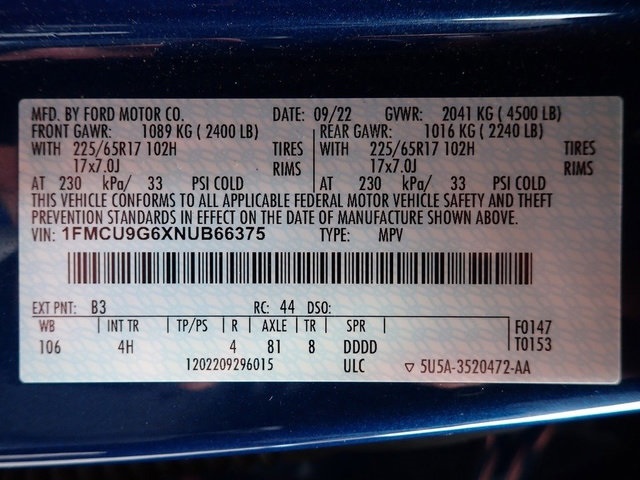 MFD. BY FORD MOTOR CO. DATE: 09/22 GVWR: 2041 KG ( 4500 LB)
FRONT GAWR: 1089 KG ( 2400 LB) REAR GAWR: 1016 KG ( 2240 LB)
WITH 225/65R17 102H TIRES WITH 225/65R17 102H TIRES
17x7.0J RIMS 17x7.0J RIMS
AT 230 kPa/ 33 PSI COLD AT 230 kPa/ 33 PSI COLD
THIS VEHICLE CONFORMS TO ALL APPLICABLE FEDERAL MOTOR VEHICLE SAFETY AND THEFT
PREVENTION STANDARDS IN EFFECT ON THE DATE OF MANUFACTURE SHOWN ABOVE.
VIN: 1FMCU9G6XNUB66375 TYPE: MPV
EXT PNT: B3 RC: 44 DSO:
WB INT TR TP/PS R AXLE TR SPR F0147
106 4H 4 81 8 DDDD T0153
1202209296015 ULC ▽ 5U5A-3520472-AA